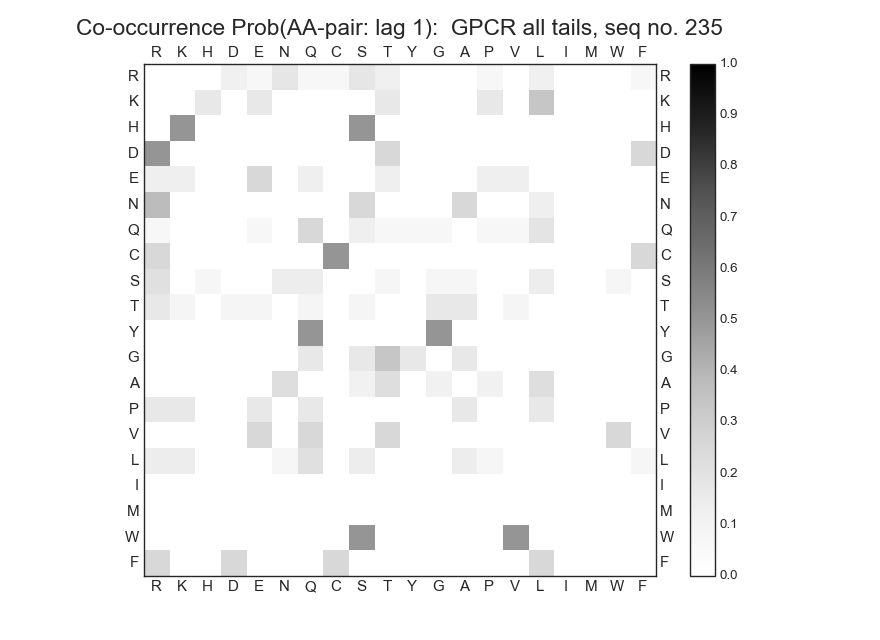 Co-occurrence Prob(AA-pair: lag 1):  GPCR all tails, seq no. 235
R K H D E N Q C S T Y G A P V L I M W F
R R 1.0
K K 0.9
H H
D D 0.8
E E
N N 0.7
Q Q 0.6
C C
S S 0.5
T T
Y Y
G G 0.4
A A
P P 0.3
V V
L L 0.2
I I
M M 0.1
W W
F F 0.0
R K H D E N Q C S T Y G A P V L I M W F